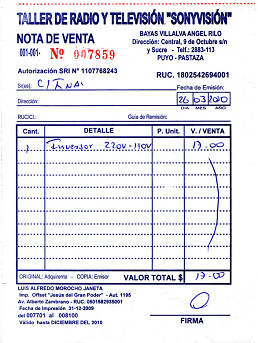 TALLER DE RADIO Y TELEVISIÓN "SONYVISIÓN"
NOTA DE VENTA
001-001- Nº 007859
BAYAS VILLALVA ANGEL RILO
Dirección: Central, 9 de Octubre s/n
y Sucre - Telf.: 2883-113
PUYO - PASTAZA
Autorización SRI Nº 1107768243
RUC. 1802542694001
Sr(es):
Fecha de Emisión:
Dirección: 26 03 2010
DIA MES AÑO
RUC/CI: Guía de Remisión:
Cant. DETALLE P. Unit. V. / VENTA
1 Inversor 220V-110V 17.00
ORIGINAL: Adquirente - COPIA: Emisor VALOR TOTAL $ 17.00
LUIS ALFREDO MOROCHO JANETA
Imp. Offset "Jesús del Gran Poder" - Aut. 1195
Av. Alberto Zambrano - RUC. 0601582935001
Fecha de Impresión 31-12-2009
del 007701 al 008100
Válido hasta DICIEMBRE DEL 2010
FIRMA